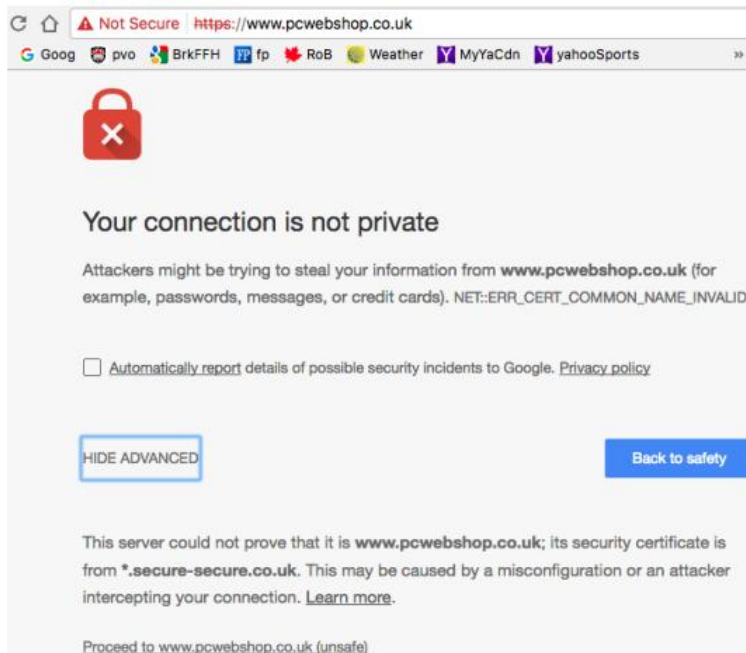 Not Secure https://www.pcwebshop.co.uk
G Goog pvo BrkFFH FP fp RoB Weather Y MyYaCdn Y yahooSports »
Your connection is not private
Attackers might be trying to steal your information from www.pcwebshop.co.uk (for
example, passwords, messages, or credit cards). NET::ERR_CERT_COMMON_NAME_INVALID
Automatically report details of possible security incidents to Google. Privacy policy
HIDE ADVANCED Back to safety
This server could not prove that it is www.pcwebshop.co.uk; its security certificate is
from *.secure-secure.co.uk. This may be caused by a misconfiguration or an attacker
intercepting your connection. Learn more.
Proceed to www.pcwebshop.co.uk (unsafe)